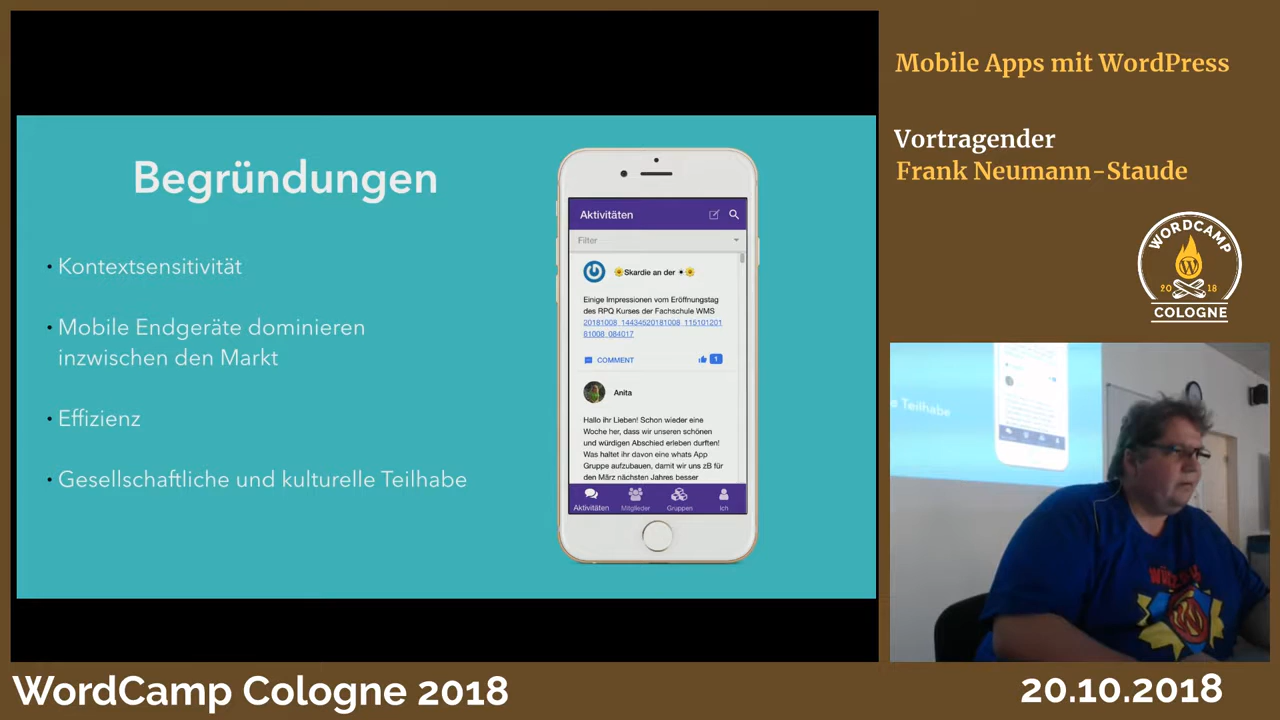 Begründungen
• Kontextsensitivität
• Mobile Endgeräte dominieren
inzwischen den Markt
• Effizienz
• Gesellschaftliche und kulturelle Teilhabe
Aktivitäten
Filter
Skardie an der
Einige Impressionen vom Eröffnungstag
des RPQ Kurses der Fachschule WMS
20181008_14434520181008_115101201
81008_084017
COMMENT
1
Anita
Hallo ihr Lieben! Schon wieder eine
Woche her, dass wir unseren schönen
und würdigen Abschied erleben durften!
Was haltet ihr davon eine whats App
Gruppe aufzubauen, damit wir uns zB für
den März nächsten Jahres besser
Aktivitäten Mitglieder Gruppen Ich
Mobile Apps mit WordPress
Vortragender
Frank Neumann-Staude
WORDCAMP
20 18
COLOGNE
e Teilhabe
WordCamp Cologne 2018
20.10.2018